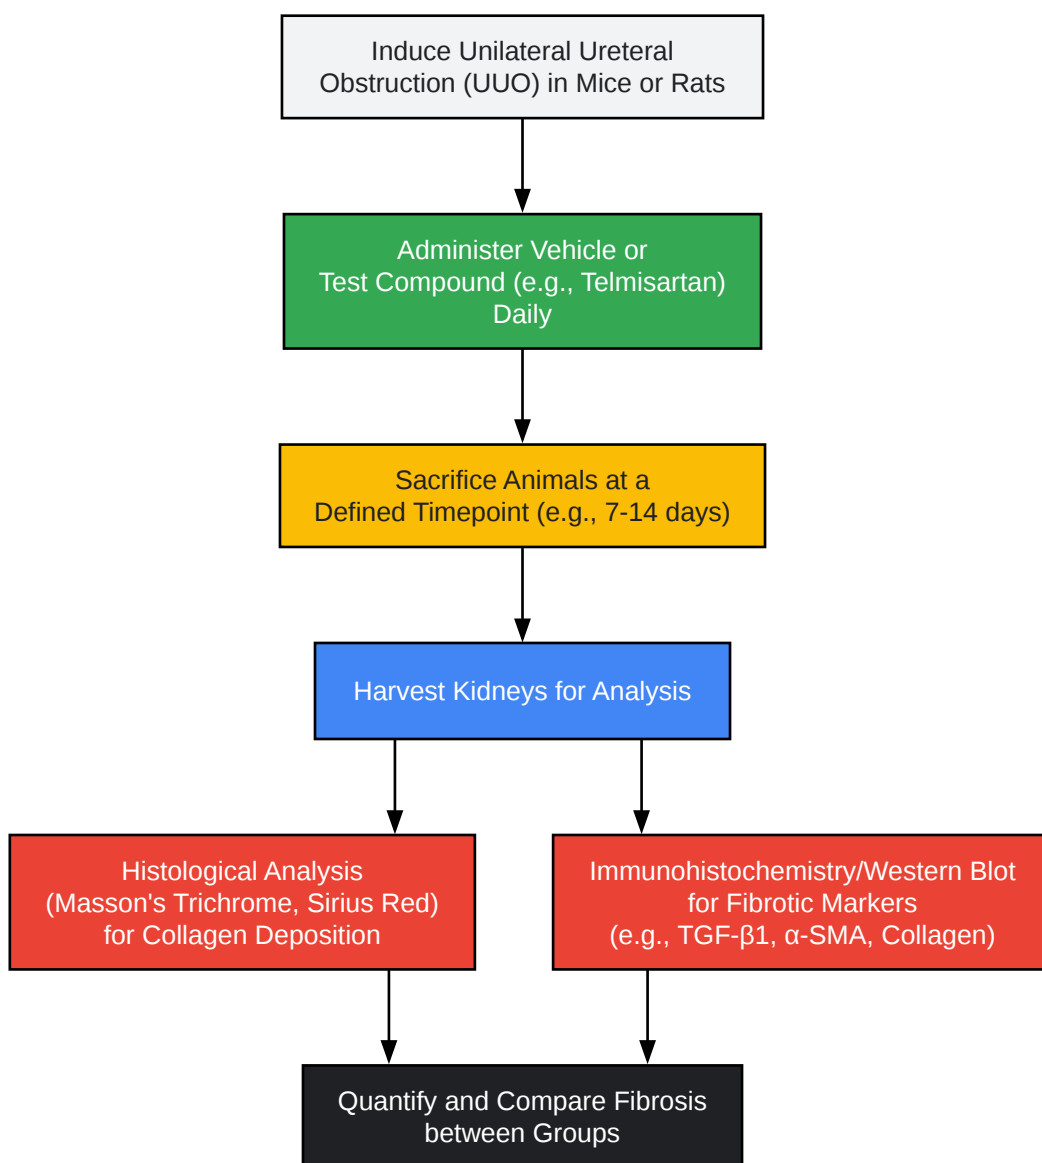 Induce Unilateral Ureteral
Obstruction (UUO) in Mice or Rats
Administer Vehicle or
Test Compound (e.g., Telmisartan)
Daily
Sacrifice Animals at a
Defined Timepoint (e.g., 7-14 days)
Harvest Kidneys for Analysis
Histological Analysis
(Masson's Trichrome, Sirius Red)
for Collagen Deposition
Immunohistochemistry/Western Blot
for Fibrotic Markers
(e.g., TGF-β1, α-SMA, Collagen)
Quantify and Compare Fibrosis
between Groups